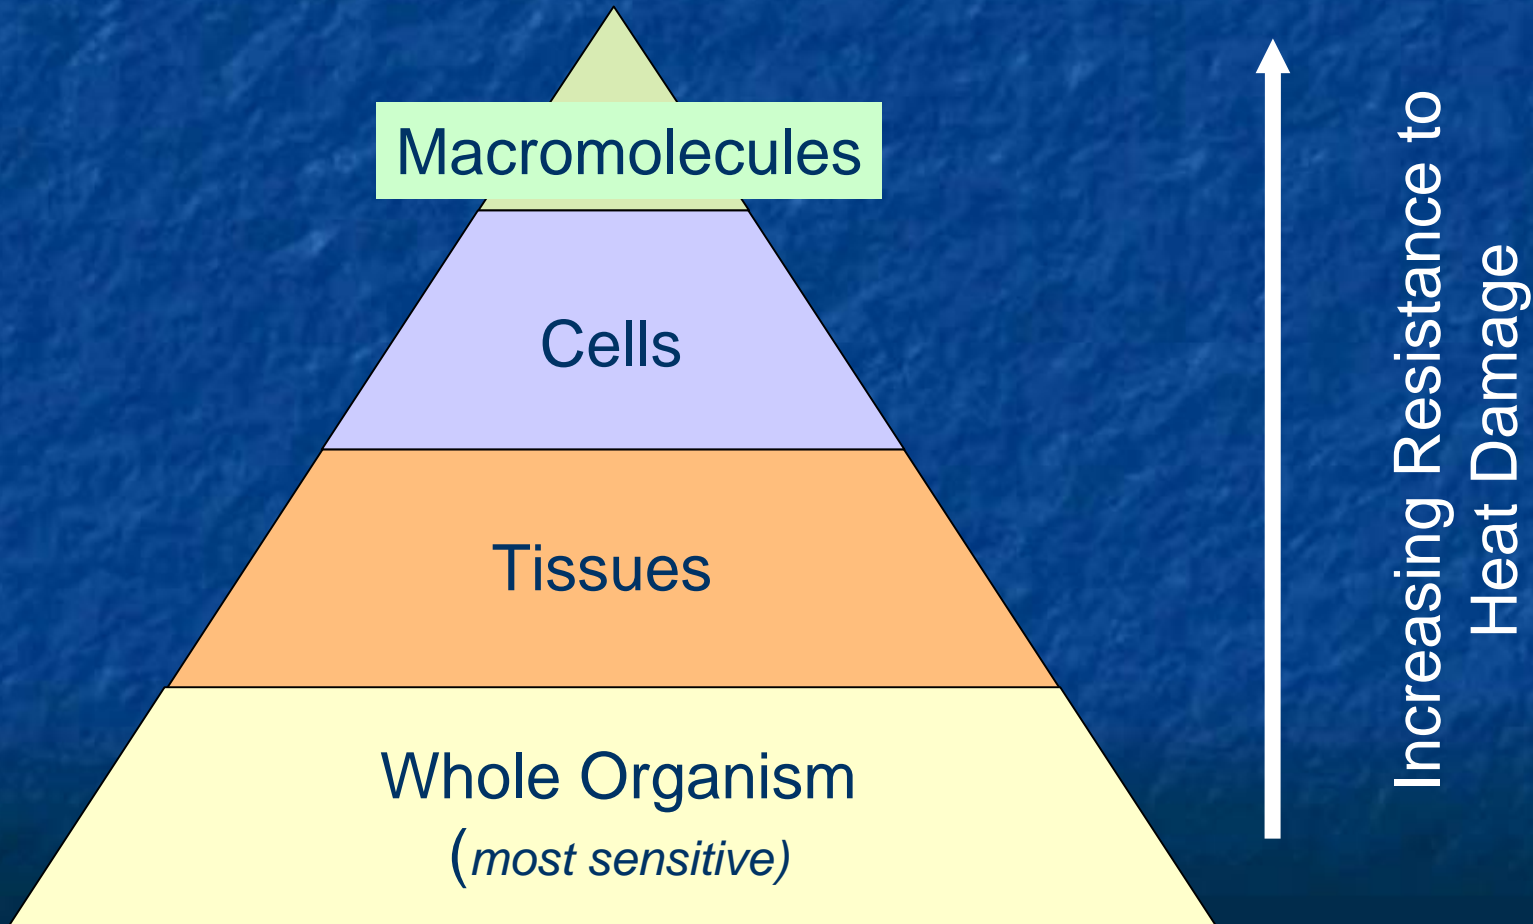 Macromolecules
Cells
Tissues
Whole Organism
(most sensitive)
Increasing Resistance to
Heat Damage